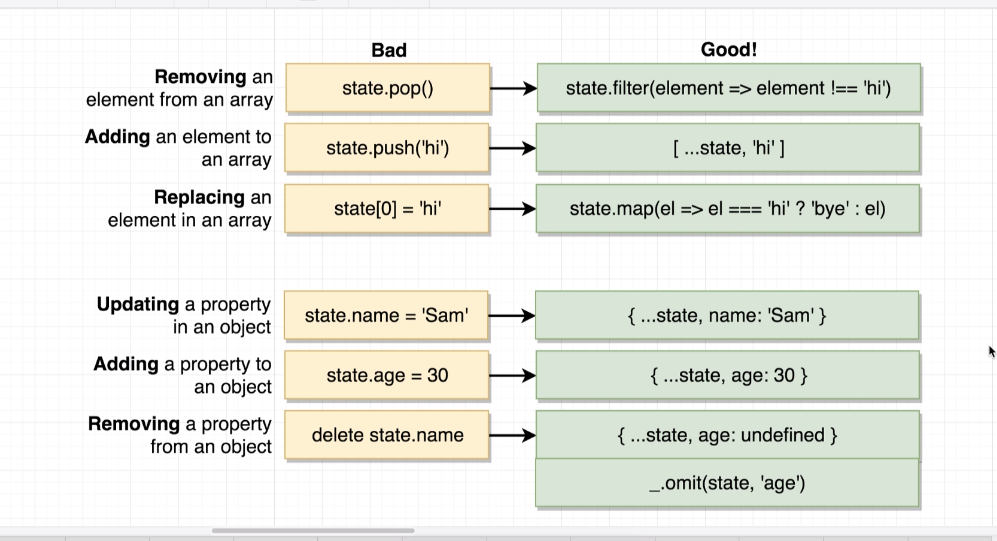 Bad Good!
Removing an
element from an array
state.pop() state.filter(element => element !== 'hi')
Adding an element to
an array
state.push('hi') [ ...state, 'hi' ]
Replacing an
element in an array
state[0] = 'hi' state.map(el => el === 'hi' ? 'bye' : el)
Updating a property
in an object
state.name = 'Sam' { ...state, name: 'Sam' }
Adding a property to
an object
state.age = 30 { ...state, age: 30 }
Removing a property
from an object
delete state.name { ...state, age: undefined }
_.omit(state, 'age')